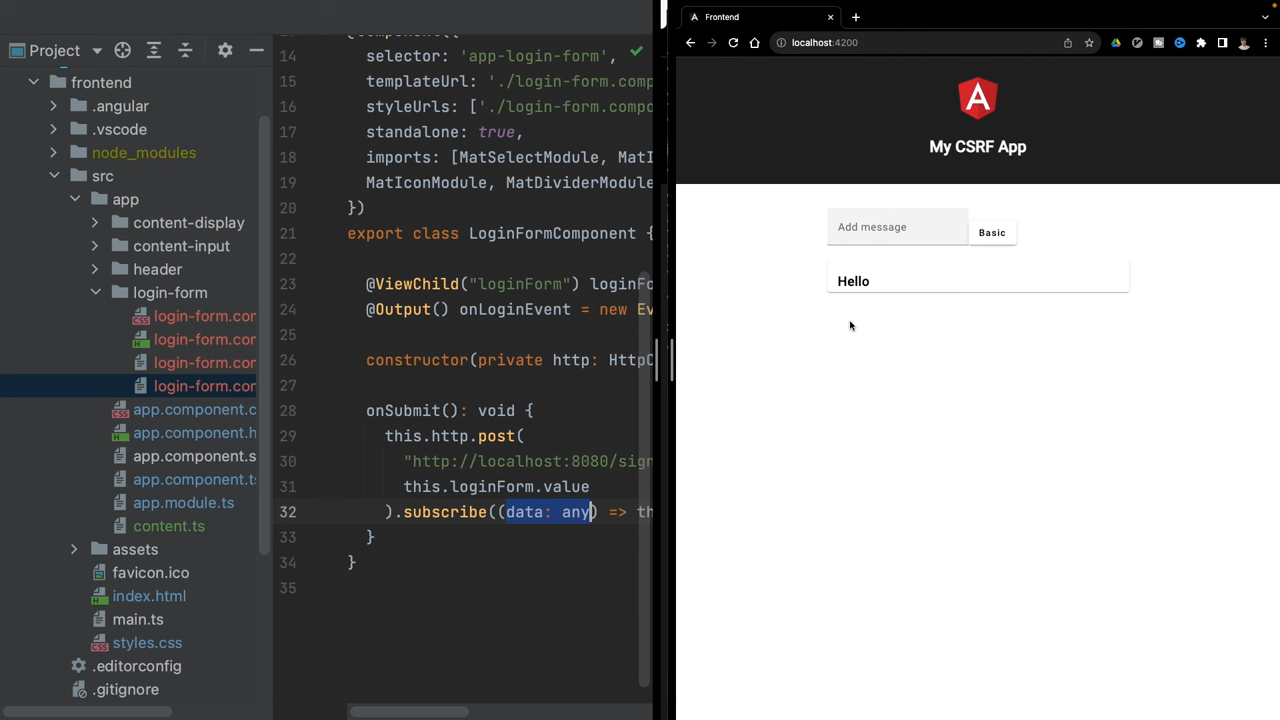 Project
frontend
.angular
.vscode
node_modules
src
app
content-display
content-input
header
login-form
login-form.con
login-form.con
login-form.con
login-form.con
app.component.c
app.component.h
app.component.s
app.component.ts
app.module.ts
content.ts
assets
favicon.ico
index.html
main.ts
styles.css
.editorconfig
.gitignore
14 selector: 'app-login-form',
15 templateUrl: './login-form.comp
16 styleUrls: ['./login-form.compo
17 standalone: true,
18 imports: [MatSelectModule, MatI
19 MatIconModule, MatDividerModule
20 })
21 export class LoginFormComponent {
22
23 @ViewChild("loginForm") loginFo
24 @Output() onLoginEvent = new Ev
25
26 constructor(private http: HttpC
27
28 onSubmit(): void {
29 this.http.post(
30 "http://localhost:8080/sign
31 this.loginForm.value
32 ).subscribe((data: any) => th
33 }
34 }
35
Frontend
localhost:4200
My CSRF App
Add message
Basic
Hello